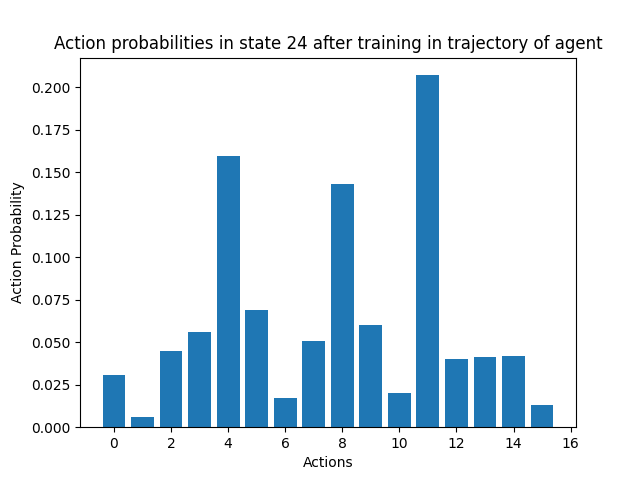 Action probabilities in state 24 after training in trajectory of agent
0.200
0.175
0.150
0.125
0.100
0.075
0.050
0.025
0.000
Action Probability
0 2 4 6 8 10 12 14 16
Actions